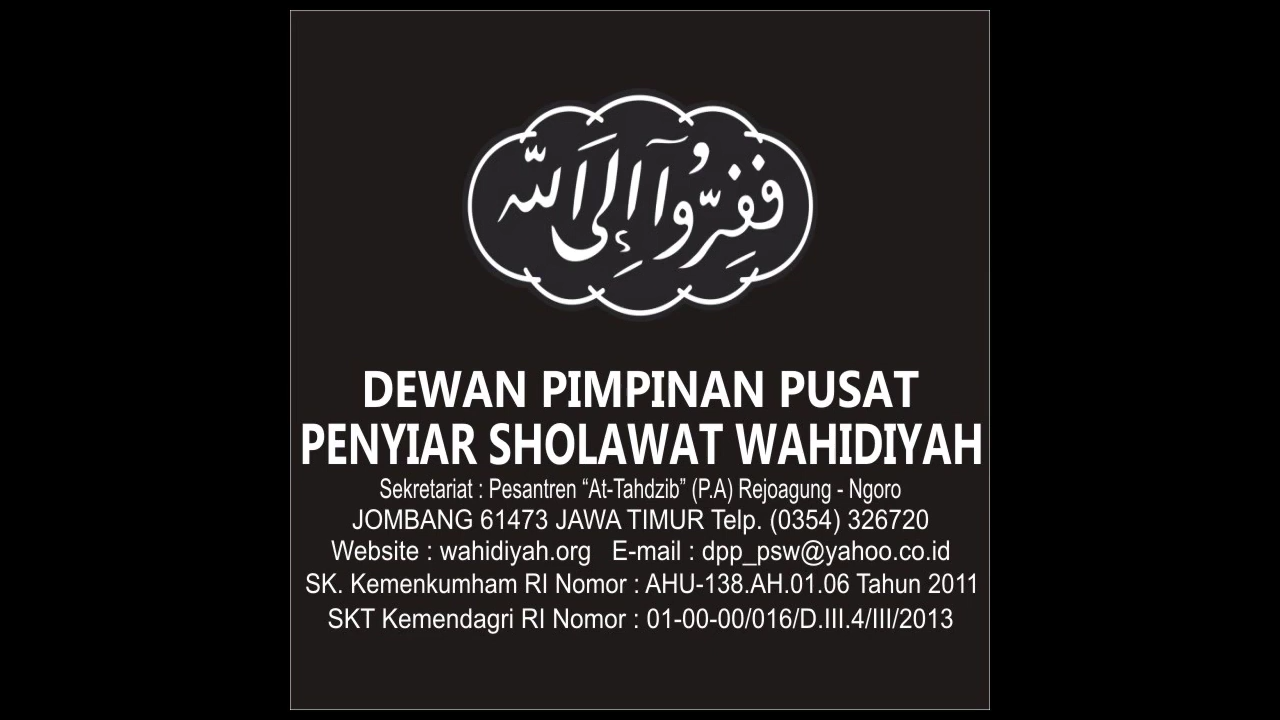 فَفِرُّوٓا إِلَى اللّٰه
DEWAN PIMPINAN PUSAT
PENYIAR SHOLAWAT WAHIDIYAH
Sekretariat : Pesantren “At-Tahdzib” (P.A) Rejoagung - Ngoro
JOMBANG 61473 JAWA TIMUR Telp. (0354) 326720
Website : wahidiyah.org E-mail : dpp_psw@yahoo.co.id
SK. Kemenkumham RI Nomor : AHU-138.AH.01.06 Tahun 2011
SKT Kemendagri RI Nomor : 01-00-00/016/D.III.4/III/2013